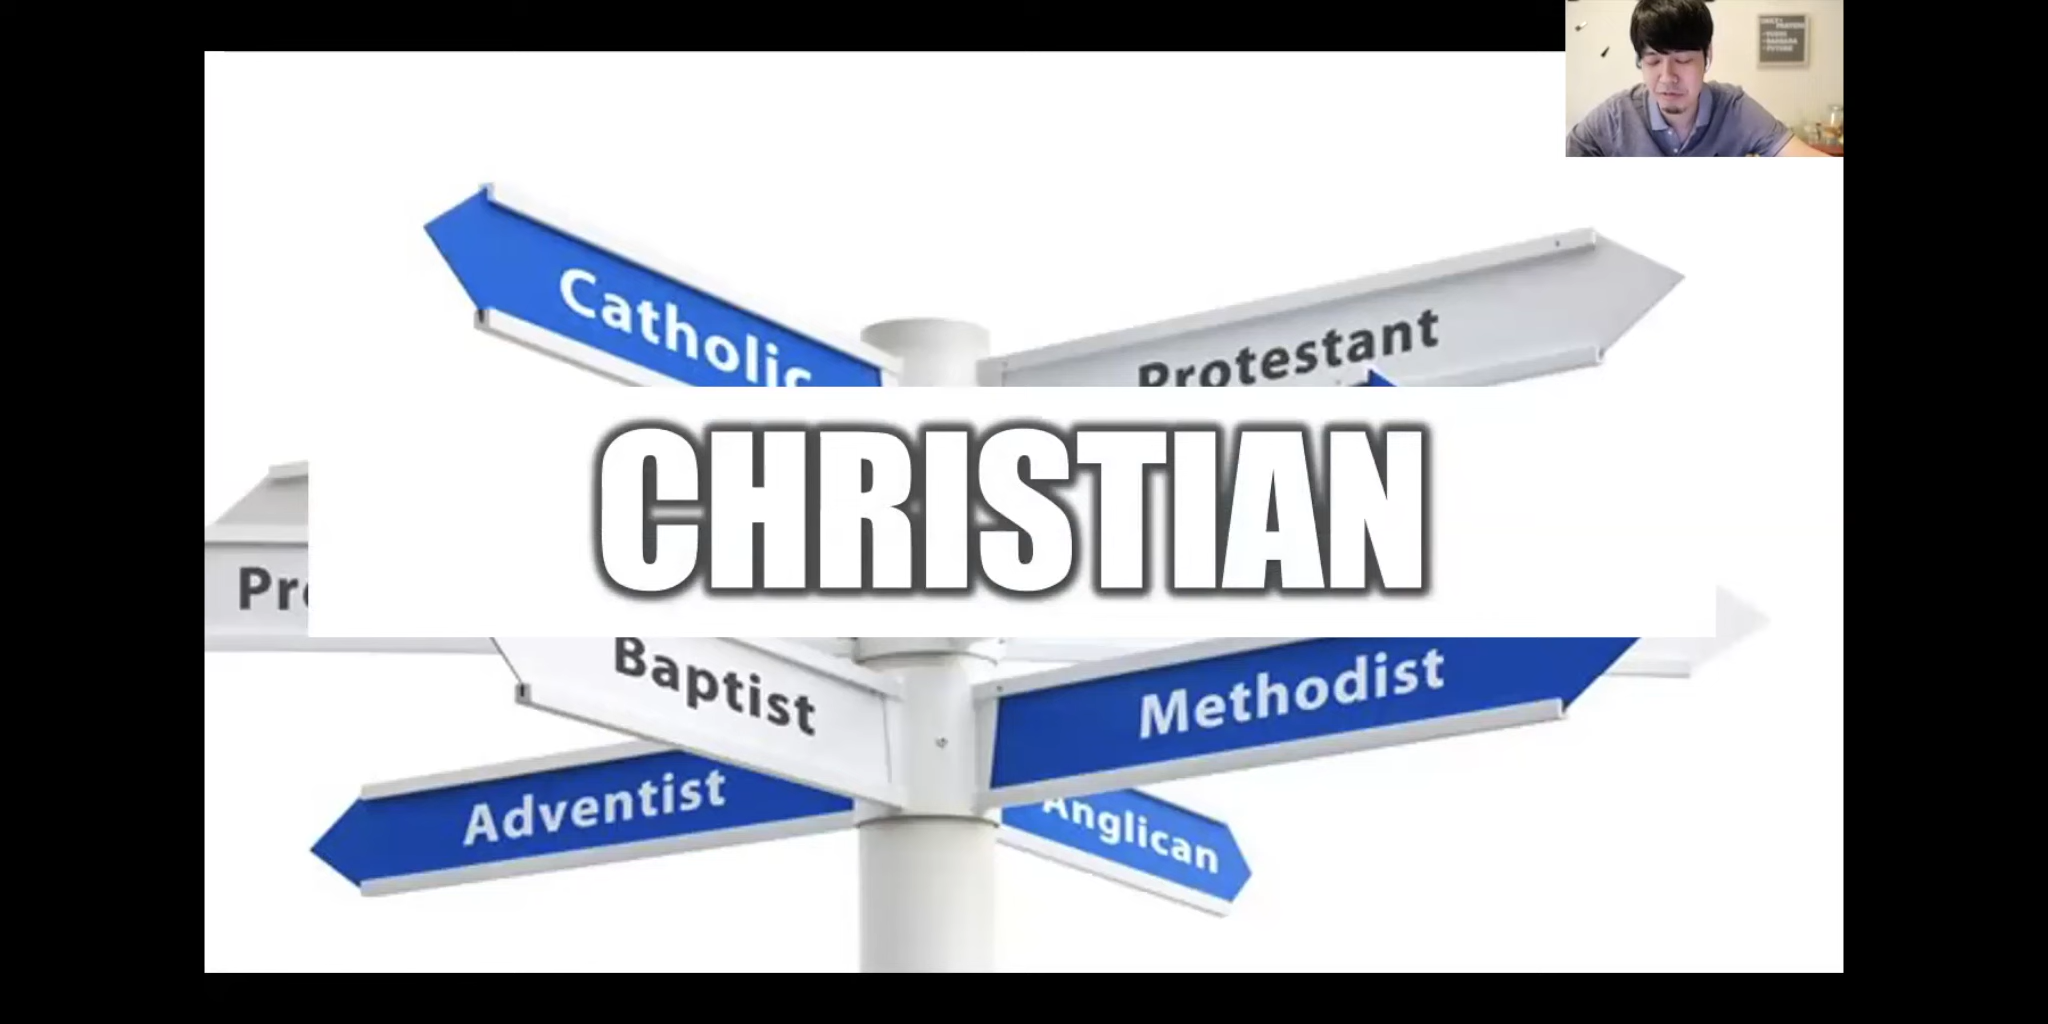 Catholic
Protestant
CHRISTIAN
Baptist
Methodist
Adventist
Anglican